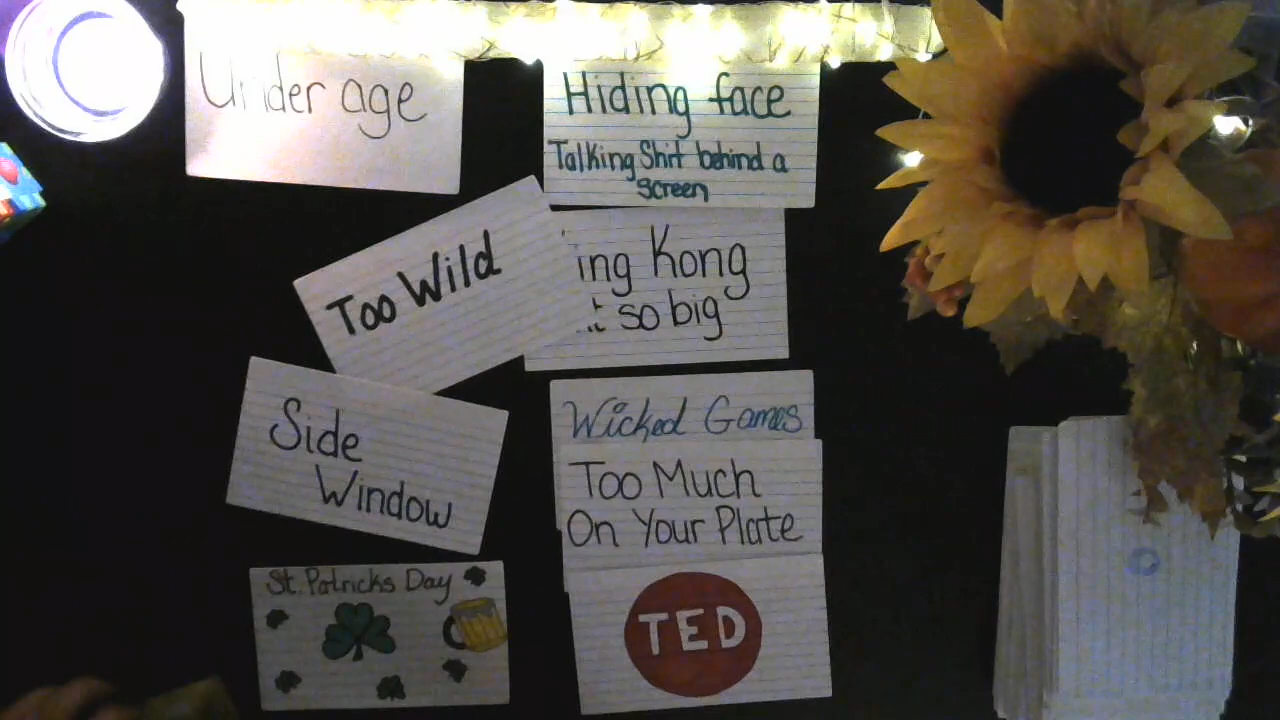 Under age
Hiding face
Talking Shit behind a
screen
Too Wild
ing Kong
so big
Side
Window
Wicked Games
Too Much
On Your Plate
St. Patricks Day
TED